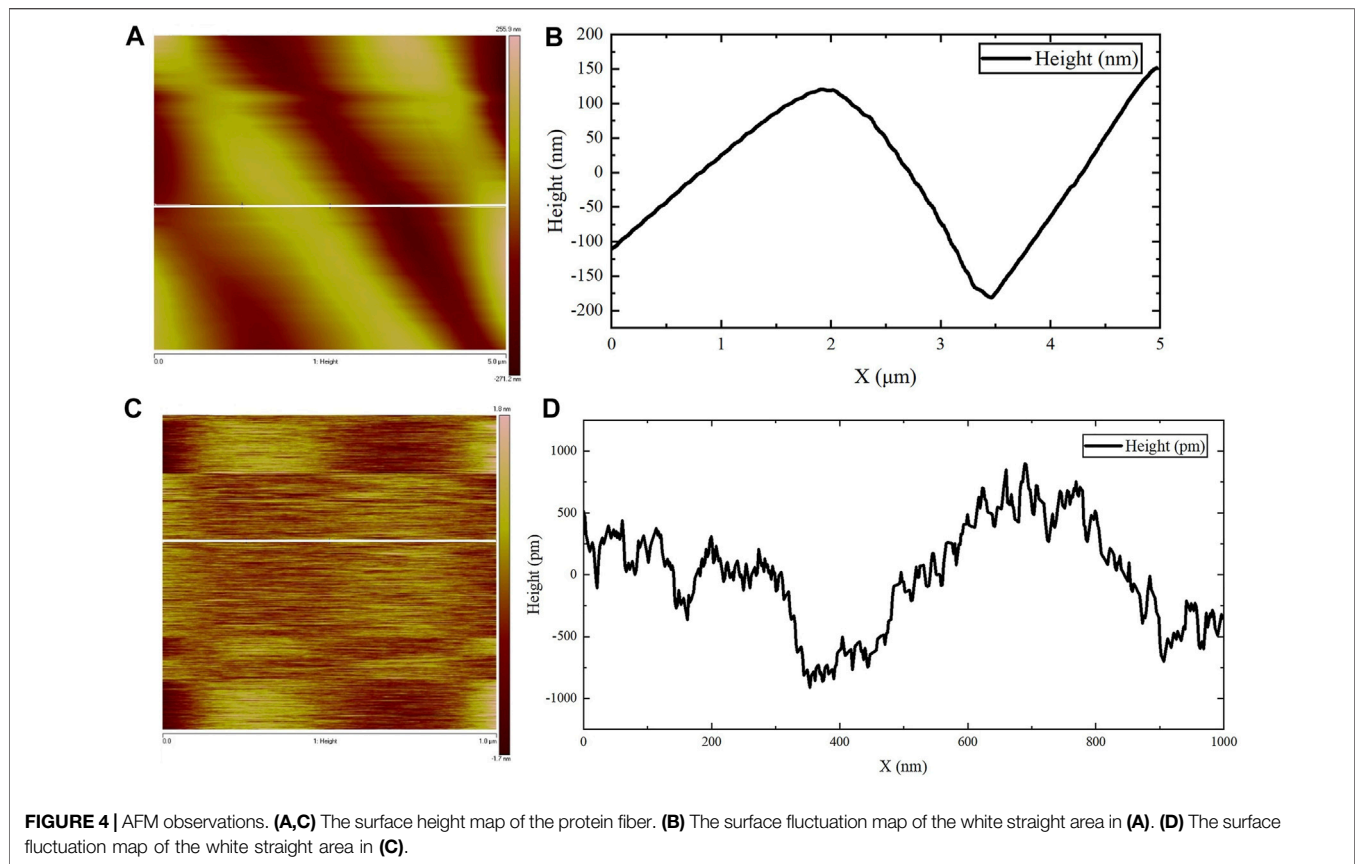 A
255.9 nm
0.0
1: Height
5.0 μm
-271.2 nm
B
Height (nm)
200
150
100
50
0
-50
-100
-150
-200
Height (nm)
0 1 2 3 4 5
X (μm)
C
1.8 nm
0.0
1: Height
1.0 μm
-1.7 nm
D
Height (pm)
1000
500
0
-500
-1000
Height (pm)
0 200 400 600 800 1000
X (nm)
FIGURE 4 | AFM observations. (A,C) The surface height map of the protein fiber. (B) The surface fluctuation map of the white straight area in (A). (D) The surface
fluctuation map of the white straight area in (C).